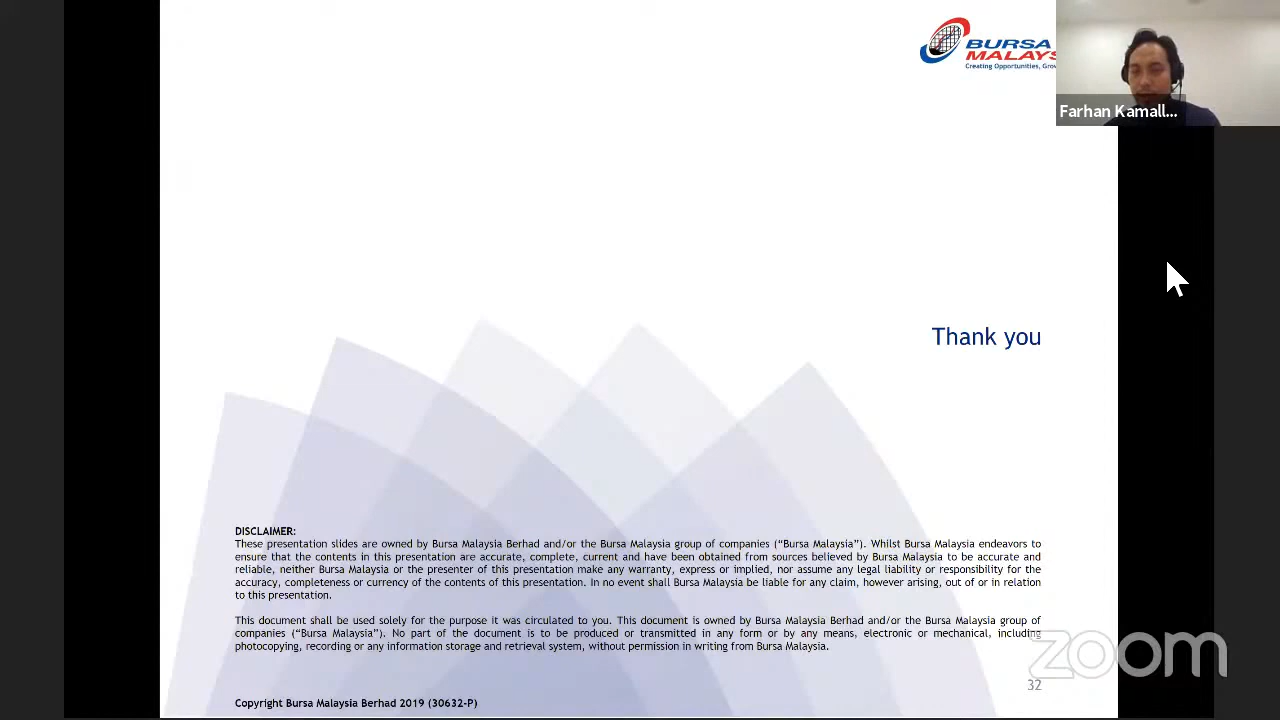 BURSA
MALAYS
Creating Opportunities, Grow
Farhan Kamall...
Thank you
DISCLAIMER:
These presentation slides are owned by Bursa Malaysia Berhad and/or the Bursa Malaysia group of companies (“Bursa Malaysia”). Whilst Bursa Malaysia endeavors to
ensure that the contents in this presentation are accurate, complete, current and have been obtained from sources believed by Bursa Malaysia to be accurate and
reliable, neither Bursa Malaysia or the presenter of this presentation make any warranty, express or implied, nor assume any legal liability or responsibility for the
accuracy, completeness or currency of the contents of this presentation. In no event shall Bursa Malaysia be liable for any claim, however arising, out of or in relation
to this presentation.
This document shall be used solely for the purpose it was circulated to you. This document is owned by Bursa Malaysia Berhad and/or the Bursa Malaysia group of
companies (“Bursa Malaysia”). No part of the document is to be produced or transmitted in any form or by any means, electronic or mechanical, including
photocopying, recording or any information storage and retrieval system, without permission in writing from Bursa Malaysia.
zoom
32
Copyright Bursa Malaysia Berhad 2019 (30632-P)